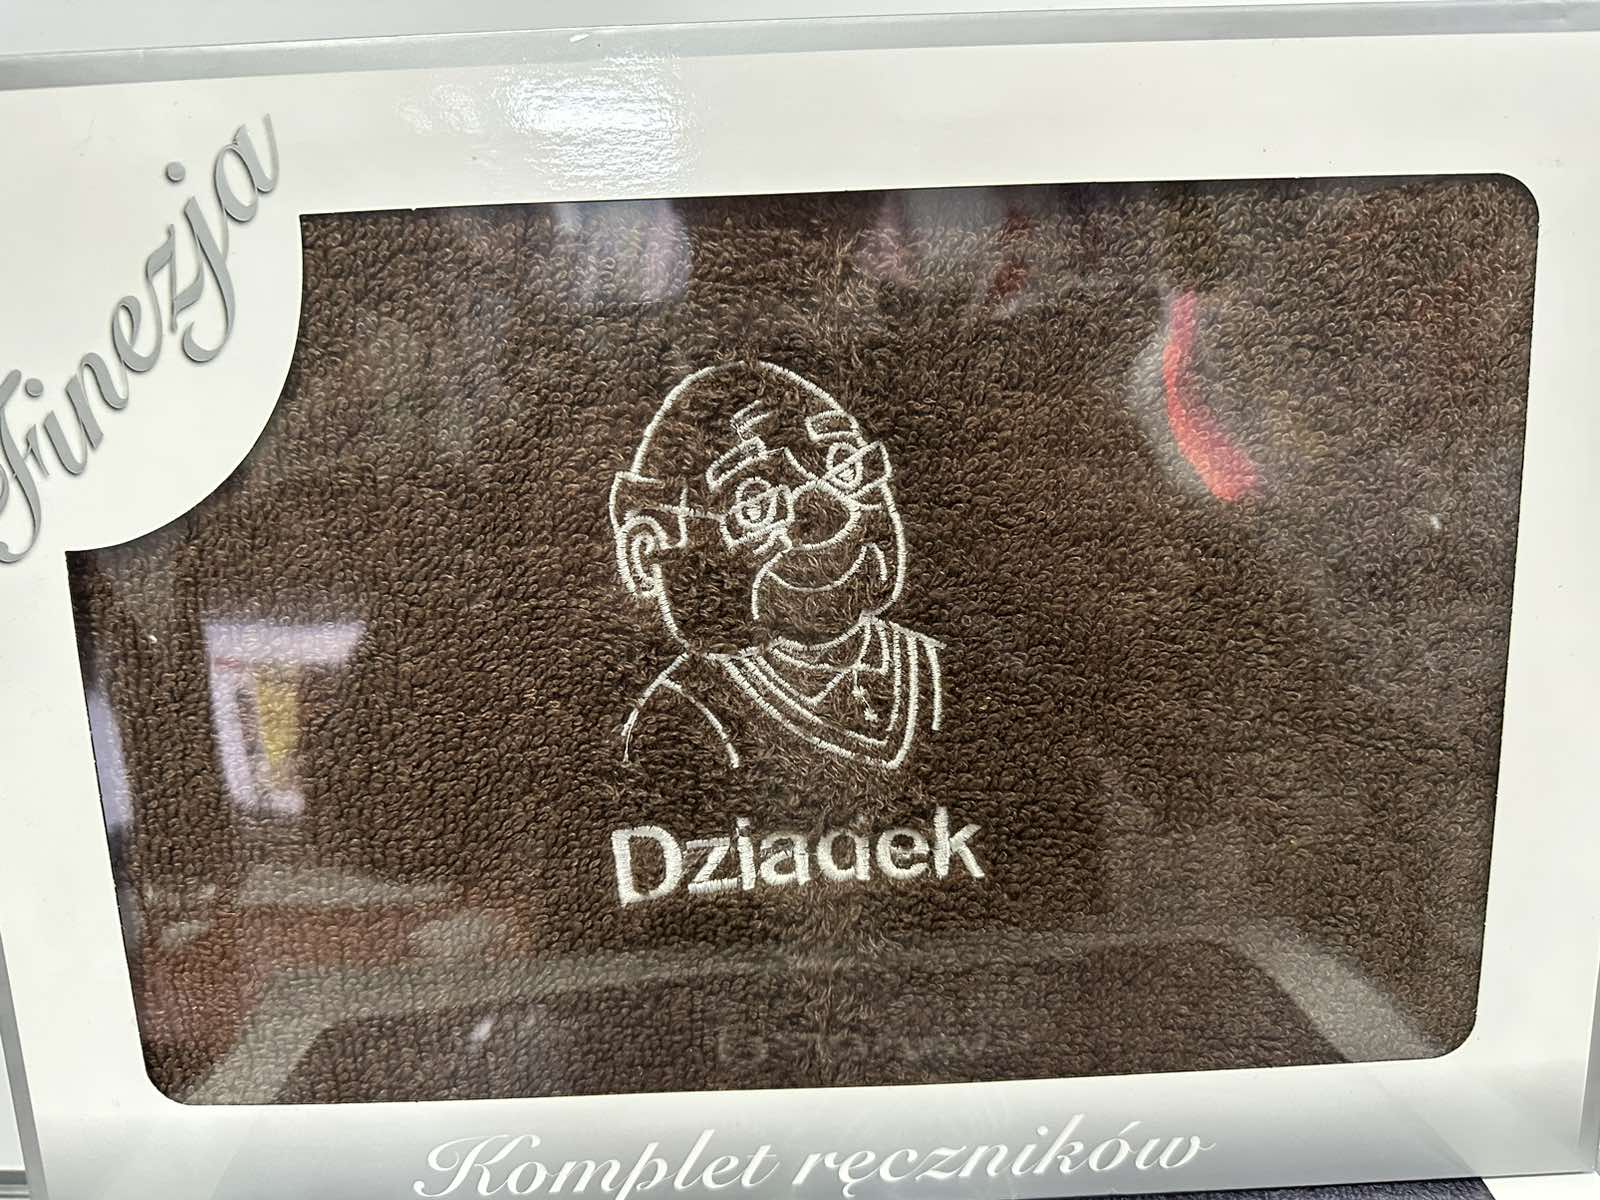 Finezja
Dziadek
Komplet ręczników